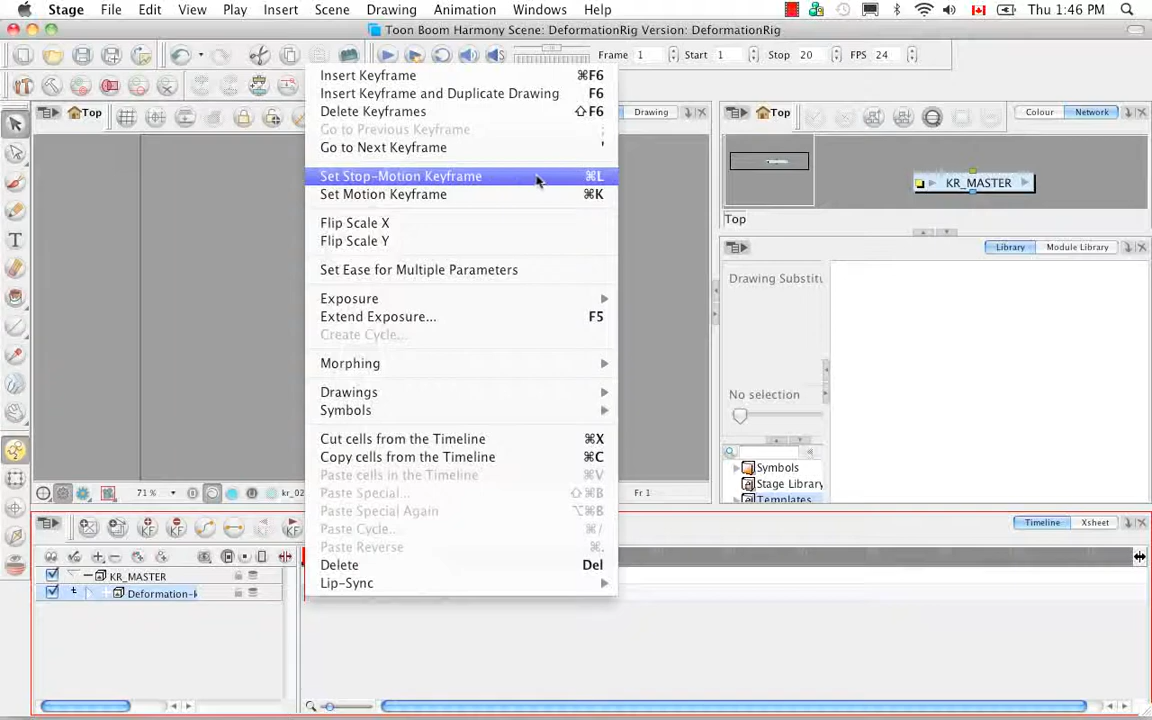 Stage File Edit View Play Insert Scene Drawing Animation Windows Help Thu 1:46 PM
Toon Boom Harmony Scene: DeformationRig Version: DeformationRig
Frame 1 Start 1 Stop 20 FPS 24
Top Drawing Top Colour Network
Insert Keyframe ⌘F6
Insert Keyframe and Duplicate Drawing F6
Delete Keyframes ⇧F6
Go to Previous Keyframe ;
Go to Next Keyframe '
Set Stop-Motion Keyframe ⌘L
Set Motion Keyframe ⌘K
Flip Scale X
Flip Scale Y
Set Ease for Multiple Parameters
Exposure
Extend Exposure... F5
Create Cycle...
Morphing
Drawings
Symbols
Cut cells from the Timeline ⌘X
Copy cells from the Timeline ⌘C
Paste cells in the Timeline ⌘V
Paste Special... ⇧⌘B
Paste Special Again ⌥⌘B
Paste Cycle... ⌘/
Paste Reverse ⌘.
Delete Del
Lip-Sync
KR_MASTER
Top
Library Module Library
Drawing Substitu
No selection
Symbols
Stage Library
Templates
71% kr_02 Fr 1
Timeline Xsheet
KF KF KF
KR_MASTER
Deformation-k